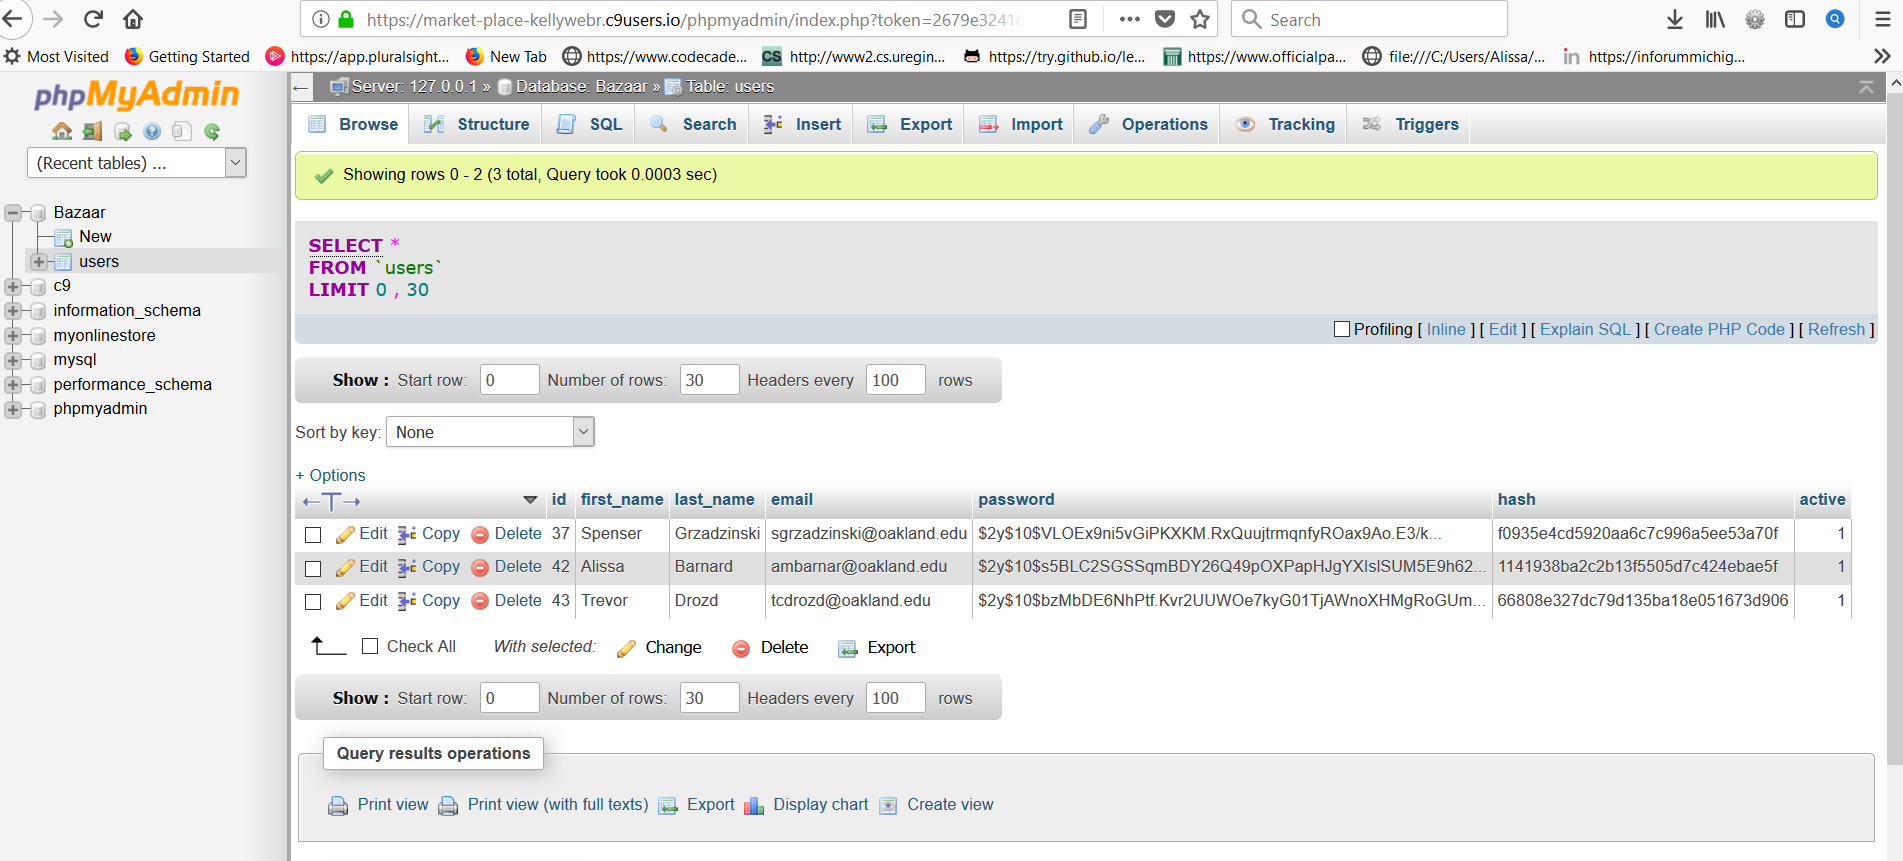 https://market-place-kellywebr.c9users.io/phpmyadmin/index.php?token=2679e3241
Search
Most Visited Getting Started https://app.pluralsight... New Tab https://www.codecade... CS http://www2.cs.uregin... https://try.github.io/le... https://www.officialpa... file:///C:/Users/Alissa/... in https://inforummichig...
phpMyAdmin
(Recent tables) ...
Bazaar
New
users
c9
information_schema
myonlinestore
mysql
performance_schema
phpmyadmin
Server: 127.0.0.1 » Database: Bazaar » Table: users
Browse Structure SQL Search Insert Export Import Operations Tracking Triggers
Showing rows 0 - 2 (3 total, Query took 0.0003 sec)
SELECT *
FROM `users`
LIMIT 0 , 30
Profiling [ Inline ] [ Edit ] [ Explain SQL ] [ Create PHP Code ] [ Refresh ]
Show : Start row: 0 Number of rows: 30 Headers every 100 rows
Sort by key: None
+ Options
id first_name last_name email password hash active
Edit Copy Delete 37 Spenser Grzadzinski sgrzadzinski@oakland.edu $2y$10$VLOEx9ni5vGiPKXKM.RxQuujtrmqnfyROax9Ao.E3/k... f0935e4cd5920aa6c7c996a5ee53a70f 1
Edit Copy Delete 42 Alissa Barnard ambarnar@oakland.edu $2y$10$s5BLC2SGSSqmBDY26Q49pOXPapHJgYXIslSUM5E9h62... 1141938ba2c2b13f5505d7c424ebae5f 1
Edit Copy Delete 43 Trevor Drozd tcdrozd@oakland.edu $2y$10$bzMbDE6NhPtf.Kvr2UUWOe7kyG01TjAWnoXHMgRoGUm... 66808e327dc79d135ba18e051673d906 1
Check All With selected: Change Delete Export
Show : Start row: 0 Number of rows: 30 Headers every 100 rows
Query results operations
Print view Print view (with full texts) Export Display chart Create view